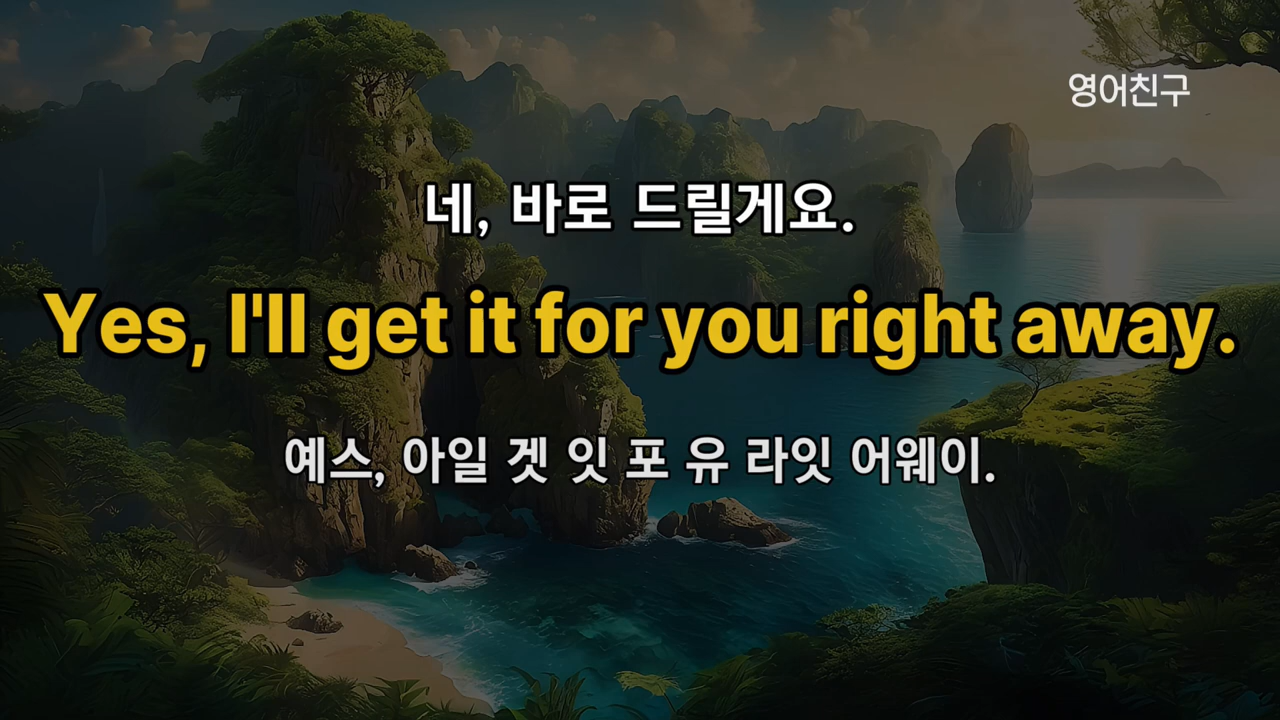 영어친구
네, 바로 드릴게요.
Yes, I'll get it for you right away.
예스, 아일 겟 잇 포 유 라잇 어웨이.